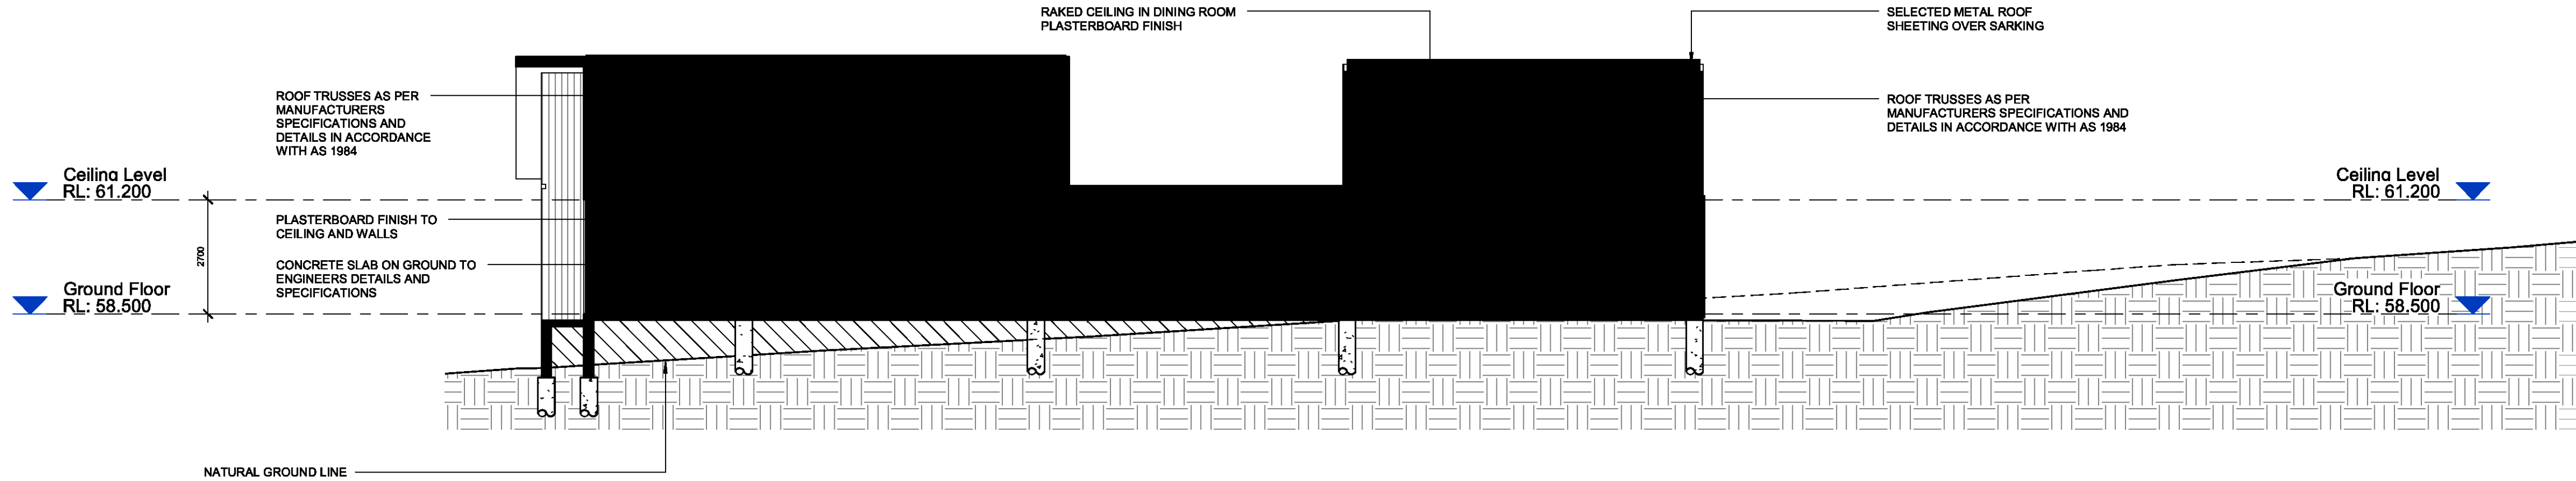 RAKED CEILING IN DINING ROOM
PLASTERBOARD FINISH
SELECTED METAL ROOF
SHEETING OVER SARKING
ROOF TRUSSES AS PER
MANUFACTURERS
SPECIFICATIONS AND
DETAILS IN ACCORDANCE
WITH AS 1984
ROOF TRUSSES AS PER
MANUFACTURERS SPECIFICATIONS AND
DETAILS IN ACCORDANCE WITH AS 1984
Ceiling Level
RL: 61.200
Ceiling Level
RL: 61.200
PLASTERBOARD FINISH TO
CEILING AND WALLS
2700
CONCRETE SLAB ON GROUND TO
ENGINEERS DETAILS AND
SPECIFICATIONS
Ground Floor
RL: 58.500
Ground Floor
RL: 58.500
NATURAL GROUND LINE